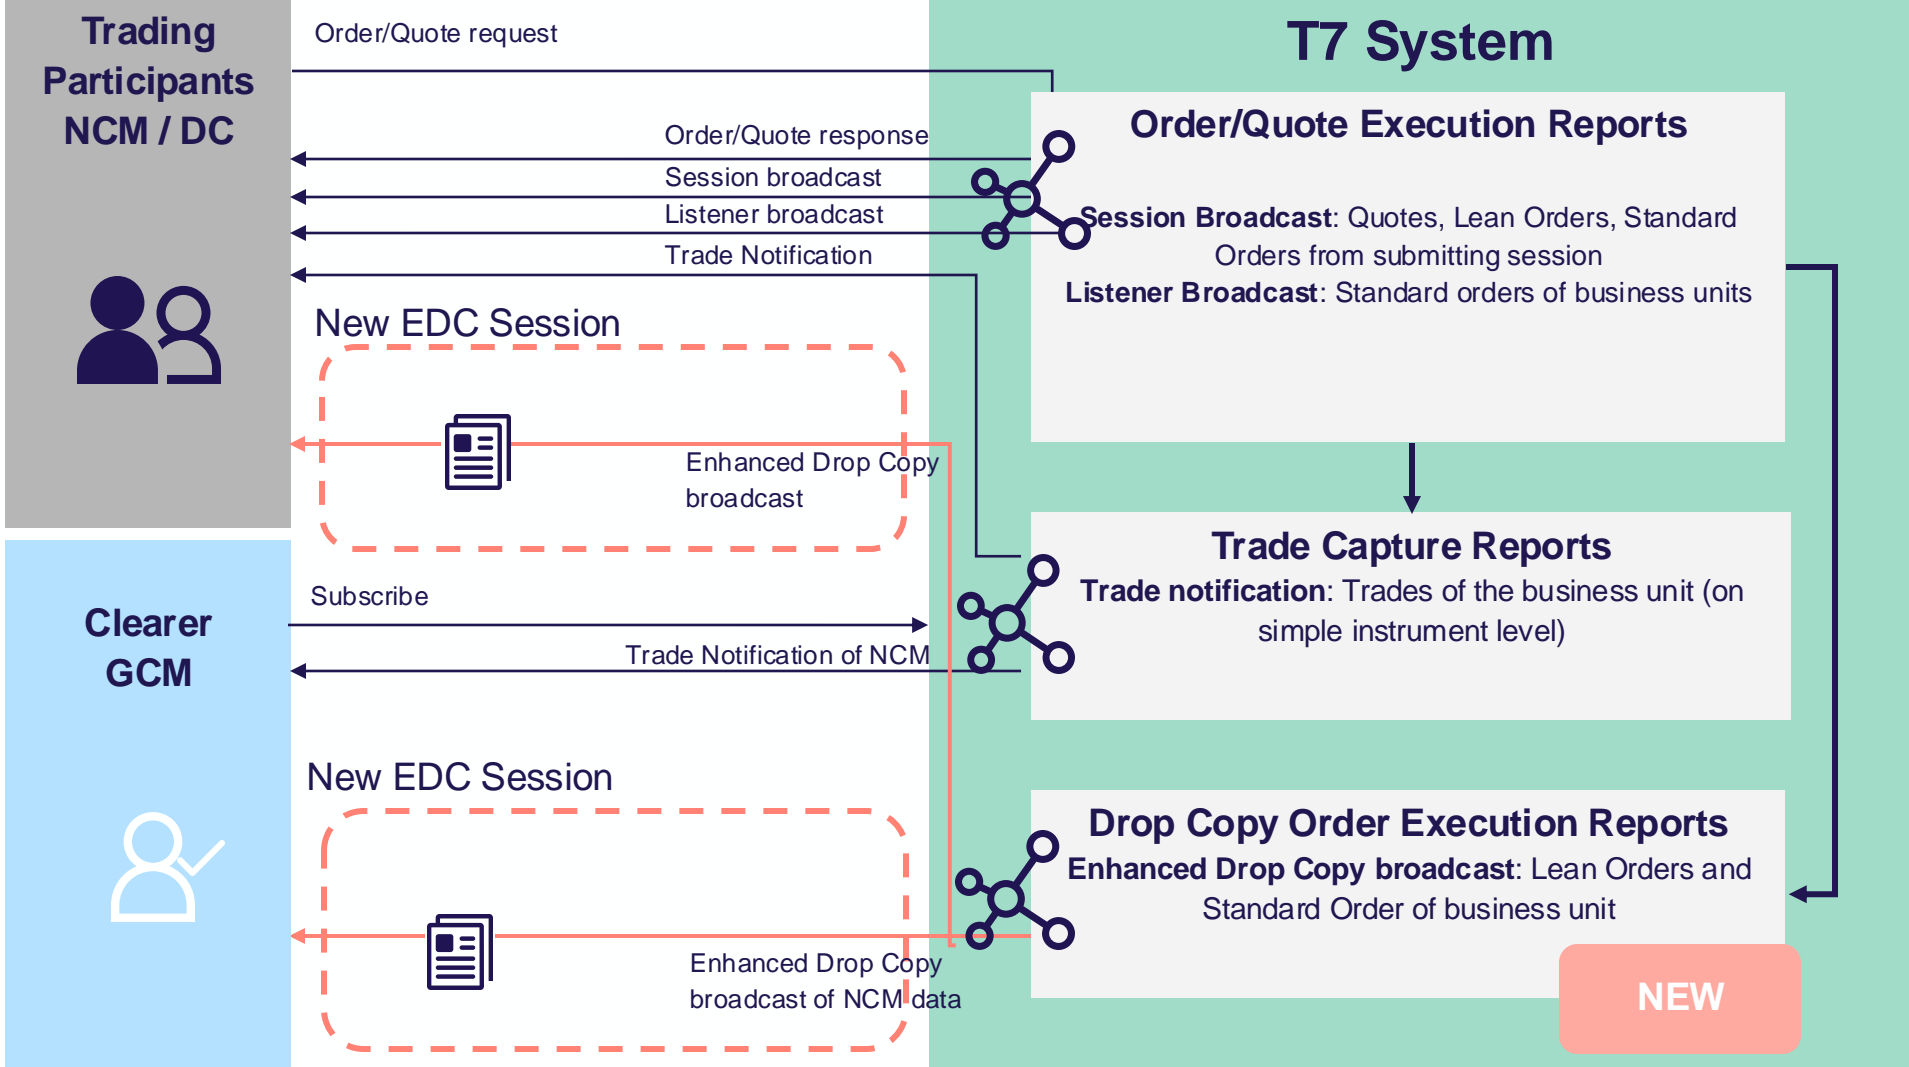 Trading
Participants
NCM / DC
Order/Quote request
Order/Quote response
Session broadcast
Listener broadcast
Trade Notification
New EDC Session
Enhanced Drop Copy
broadcast
Clearer
GCM
Subscribe
Trade Notification of NCM
New EDC Session
Enhanced Drop Copy
broadcast of NCM data
T7 System
Order/Quote Execution Reports
Session Broadcast: Quotes, Lean Orders, Standard
Orders from submitting session
Listener Broadcast: Standard orders of business units
Trade Capture Reports
Trade notification: Trades of the business unit (on
simple instrument level)
Drop Copy Order Execution Reports
Enhanced Drop Copy broadcast: Lean Orders and
Standard Order of business unit
NEW